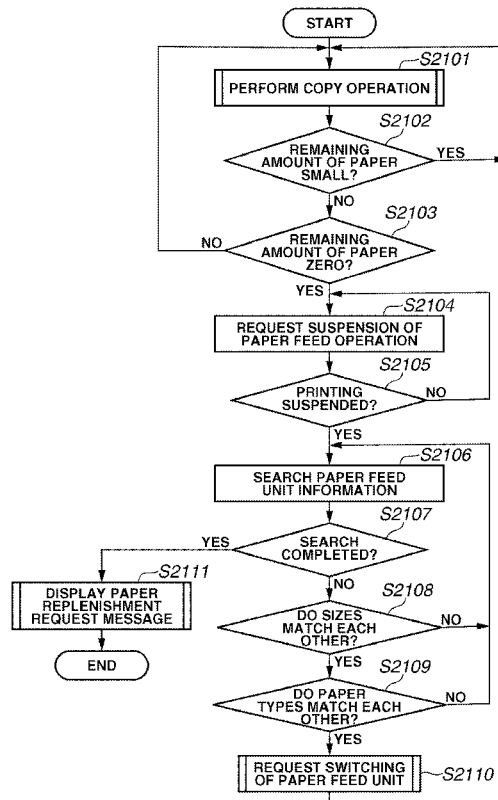 START
S2101
PERFORM COPY OPERATION
S2102
REMAINING
AMOUNT OF PAPER
SMALL?
YES
NO
S2103
REMAINING
AMOUNT OF PAPER
ZERO?
NO
YES
S2104
REQUEST SUSPENSION OF
PAPER FEED OPERATION
S2105
PRINTING
SUSPENDED?
NO
YES
S2106
SEARCH PAPER FEED
UNIT INFORMATION
S2107
SEARCH
COMPLETED?
YES
NO
S2111
DISPLAY PAPER
REPLENISHMENT
REQUEST MESSAGE
END
S2108
DO SIZES
MATCH EACH
OTHER?
NO
YES
S2109
DO PAPER
TYPES MATCH EACH
OTHER?
NO
YES
REQUEST SWITCHING
OF PAPER FEED UNIT
S2110